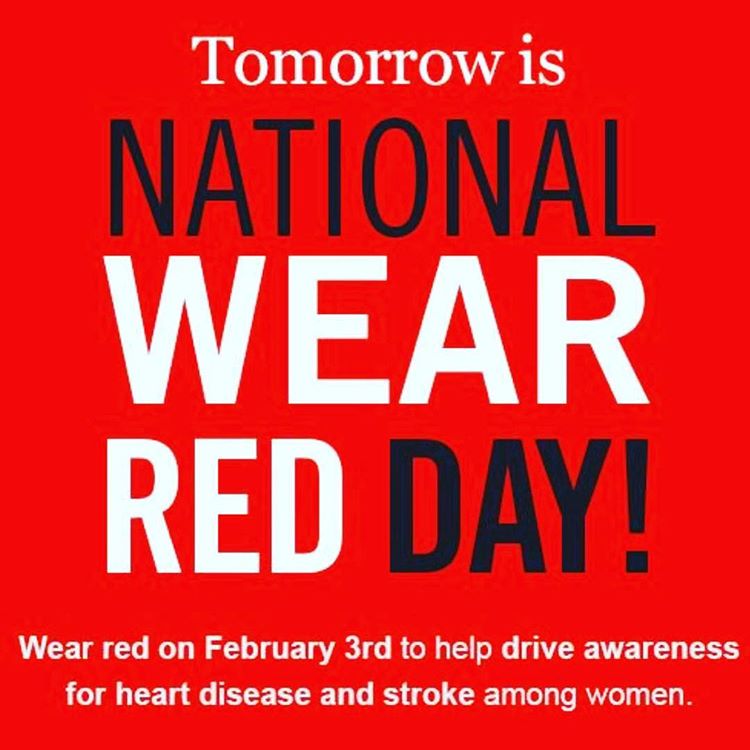 Tomorrow is
NATIONAL
WEAR
RED DAY!
Wear red on February 3rd to help drive awareness
for heart disease and stroke among women.